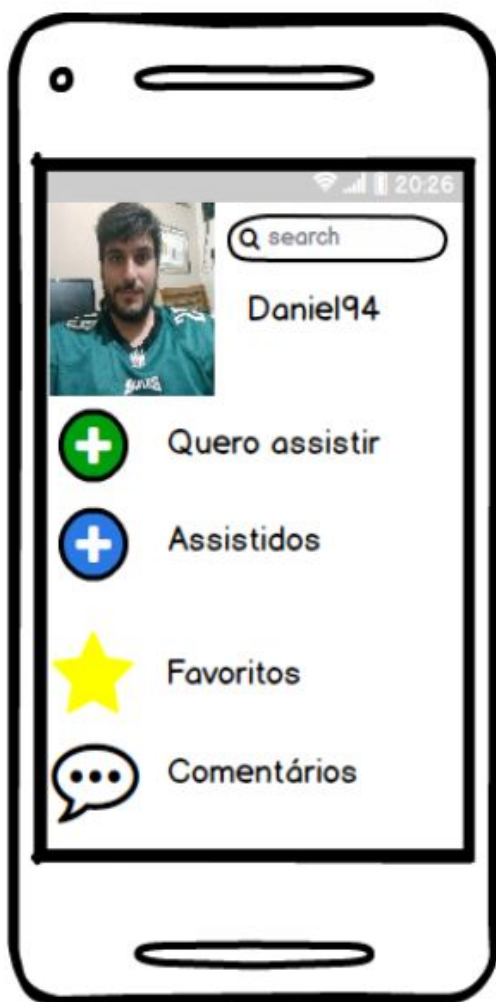 20:26
search
Daniel94
Quero assistir
Assistidos
Favoritos
Comentários